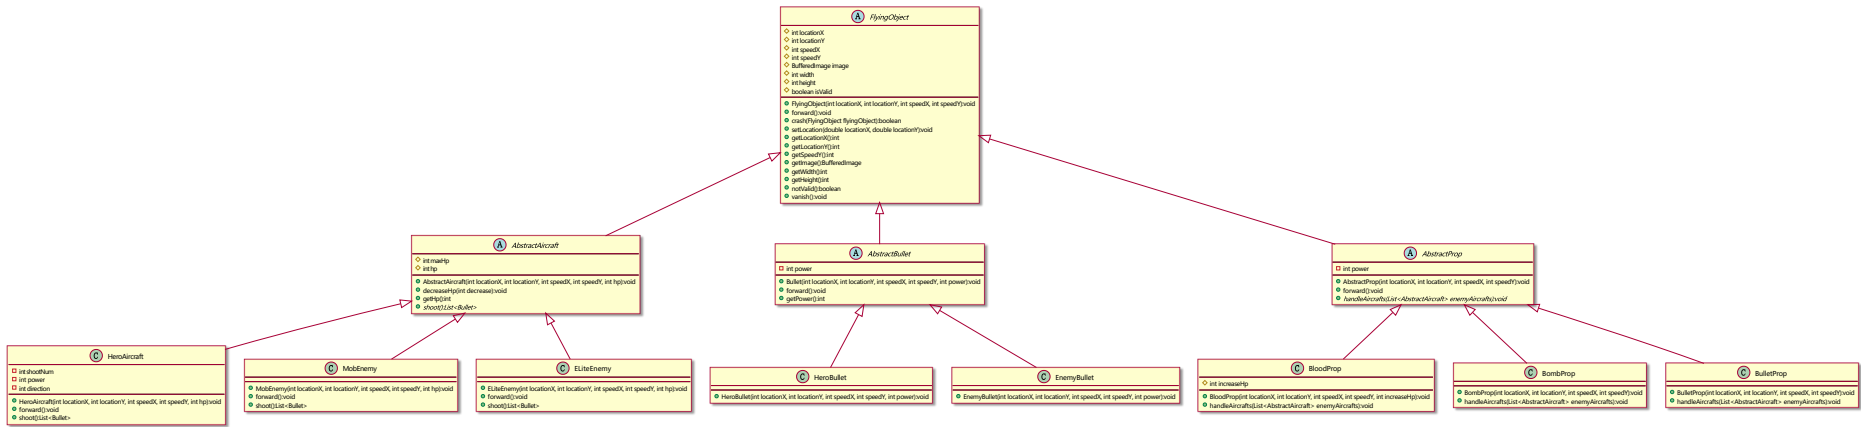 A FlyingObject
int locationX
int locationY
int speedX
int speedY
BufferedImage image
int width
int height
boolean isValid
FlyingObject(int locationX, int locationY, int speedX, int speedY):void
forward():void
crash(FlyingObject flyingObject):boolean
setLocation(double locationX, double locationY):void
getLocationX():int
getLocationY():int
getSpeedY():int
getImage():BufferedImage
getWidth():int
getHeight():int
notValid():boolean
vanish():void
A AbstractAircraft
int maxHp
int hp
AbstractAircraft(int locationX, int locationY, int speedX, int speedY, int hp):void
decreaseHp(int decrease):void
getHp():int
shoot():List<Bullet>
A AbstractBullet
int power
Bullet(int locationX, int locationY, int speedX, int speedY, int power):void
forward():void
getPower():int
A AbstractProp
int power
AbstractProp(int locationX, int locationY, int speedX, int speedY):void
forward():void
handleAircrafts(List<AbstractAircraft> enemyAircrafts):void
C HeroAircraft
int shootNum
int power
int direction
HeroAircraft(int locationX, int locationY, int speedX, int speedY, int hp):void
forward():void
shoot():List<Bullet>
C MobEnemy
MobEnemy(int locationX, int locationY, int speedX, int speedY, int hp):void
forward():void
shoot():List<Bullet>
C ELiteEnemy
ELiteEnemy(int locationX, int locationY, int speedX, int speedY, int hp):void
forward():void
shoot():List<Bullet>
C HeroBullet
HeroBullet(int locationX, int locationY, int speedX, int speedY, int power):void
C EnemyBullet
EnemyBullet(int locationX, int locationY, int speedX, int speedY, int power):void
C BloodProp
int increaseHp
BloodProp(int locationX, int locationY, int speedX, int speedY, int increaseHp):void
handleAircrafts(List<AbstractAircraft> enemyAircrafts):void
C BombProp
BombProp(int locationX, int locationY, int speedX, int speedY):void
handleAircrafts(List<AbstractAircraft> enemyAircrafts):void
C BulletProp
BulletProp(int locationX, int locationY, int speedX, int speedY):void
handleAircrafts(List<AbstractAircraft> enemyAircrafts):void